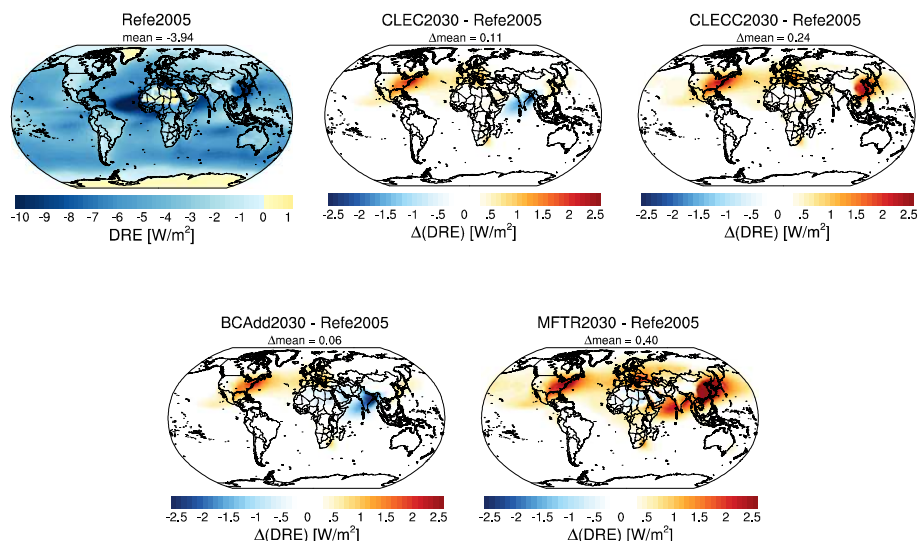 Refe2005
mean = -3.94
-10 -9 -8 -7 -6 -5 -4 -3 -2 -1 0 1
DRE [W/m²]
CLEC2030 - Refe2005
Δmean = 0.11
-2.5 -2 -1.5 -1 -.5 0 .5 1 1.5 2 2.5
Δ(DRE) [W/m²]
CLECC2030 - Refe2005
Δmean = 0.24
-2.5 -2 -1.5 -1 -.5 0 .5 1 1.5 2 2.5
Δ(DRE) [W/m²]
BCAdd2030 - Refe2005
Δmean = 0.06
-2.5 -2 -1.5 -1 -.5 0 .5 1 1.5 2 2.5
Δ(DRE) [W/m²]
MFTR2030 - Refe2005
Δmean = 0.40
-2.5 -2 -1.5 -1 -.5 0 .5 1 1.5 2 2.5
Δ(DRE) [W/m²]